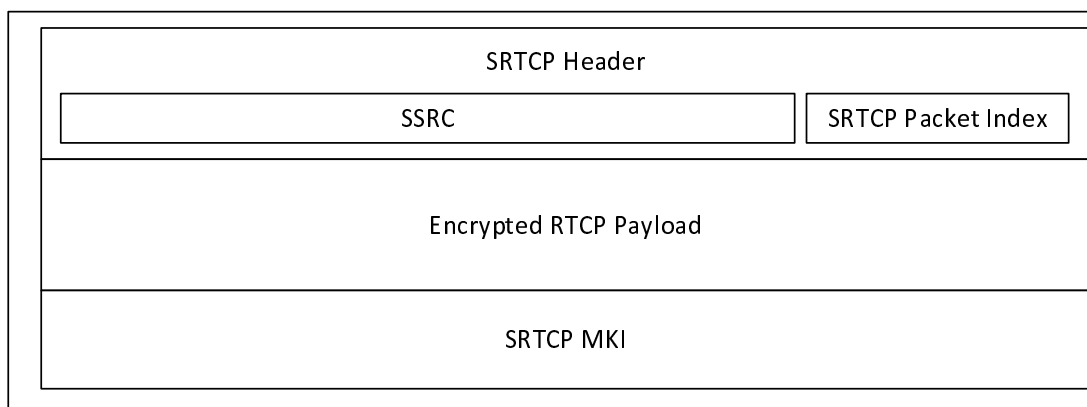 SRTCP Header
SSRC SRTCP Packet Index
Encrypted RTCP Payload
SRTCP MKI